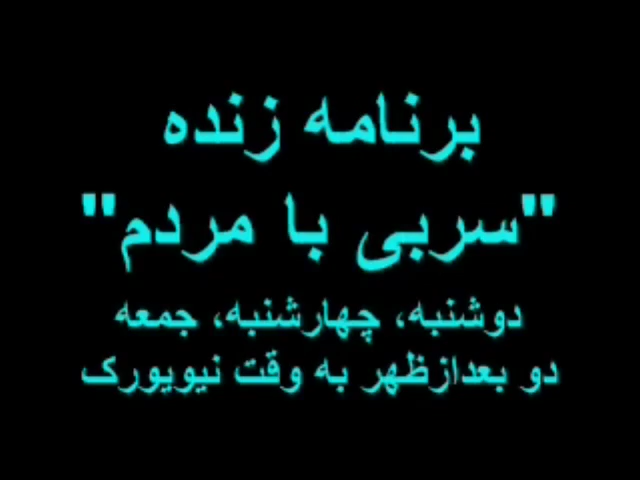 برنامه زنده
"سربی با مردم"
دوشنبه، چهارشنبه، جمعه
دو بعدازظهر به وقت نیویورک